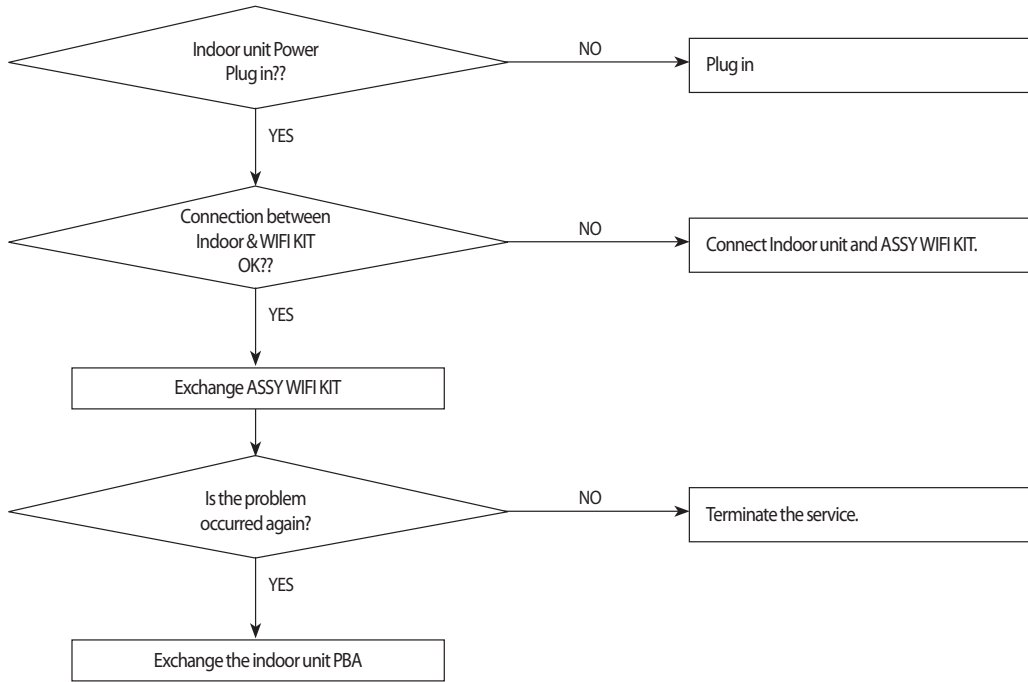 Indoor unit Power
Plug in??
NO
Plug in
YES
Connection between
Indoor & WIFI KIT
OK??
NO
Connect Indoor unit and ASSY WIFI KIT.
YES
Exchange ASSY WIFI KIT
Is the problem
occurred again?
NO
Terminate the service.
YES
Exchange the indoor unit PBA